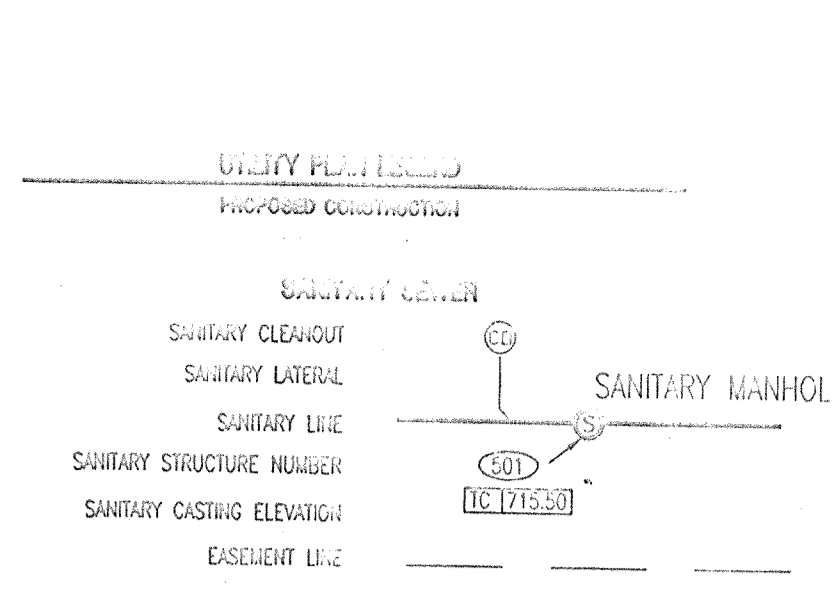 UTILITY PLAN LEGEND
PROPOSED CONSTRUCTION
SANITARY SEWER
SANITARY CLEANOUT
CO
SANITARY LATERAL
SANITARY MANHOL
SANITARY LINE
S
SANITARY STRUCTURE NUMBER
501
SANITARY CASTING ELEVATION
TC 715.50
EASEMENT LINE